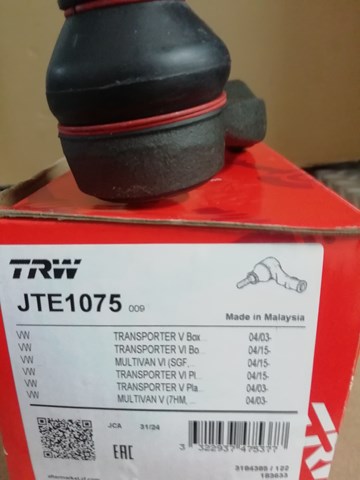 TRW
JTE1075 009
Made in Malaysia
VW TRANSPORTER V Box... 04/03-
VW TRANSPORTER VI Bo... 04/15-
VW MULTIVAN VI (SGF,... 04/15-
VW TRANSPORTER VI Pl... 04/15-
VW TRANSPORTER V Pla... 04/03-
VW MULTIVAN V (7HM,... 04/03-
JCA 31/24
EAC
3 322937 475377
3184385 / 122
183633
TRW